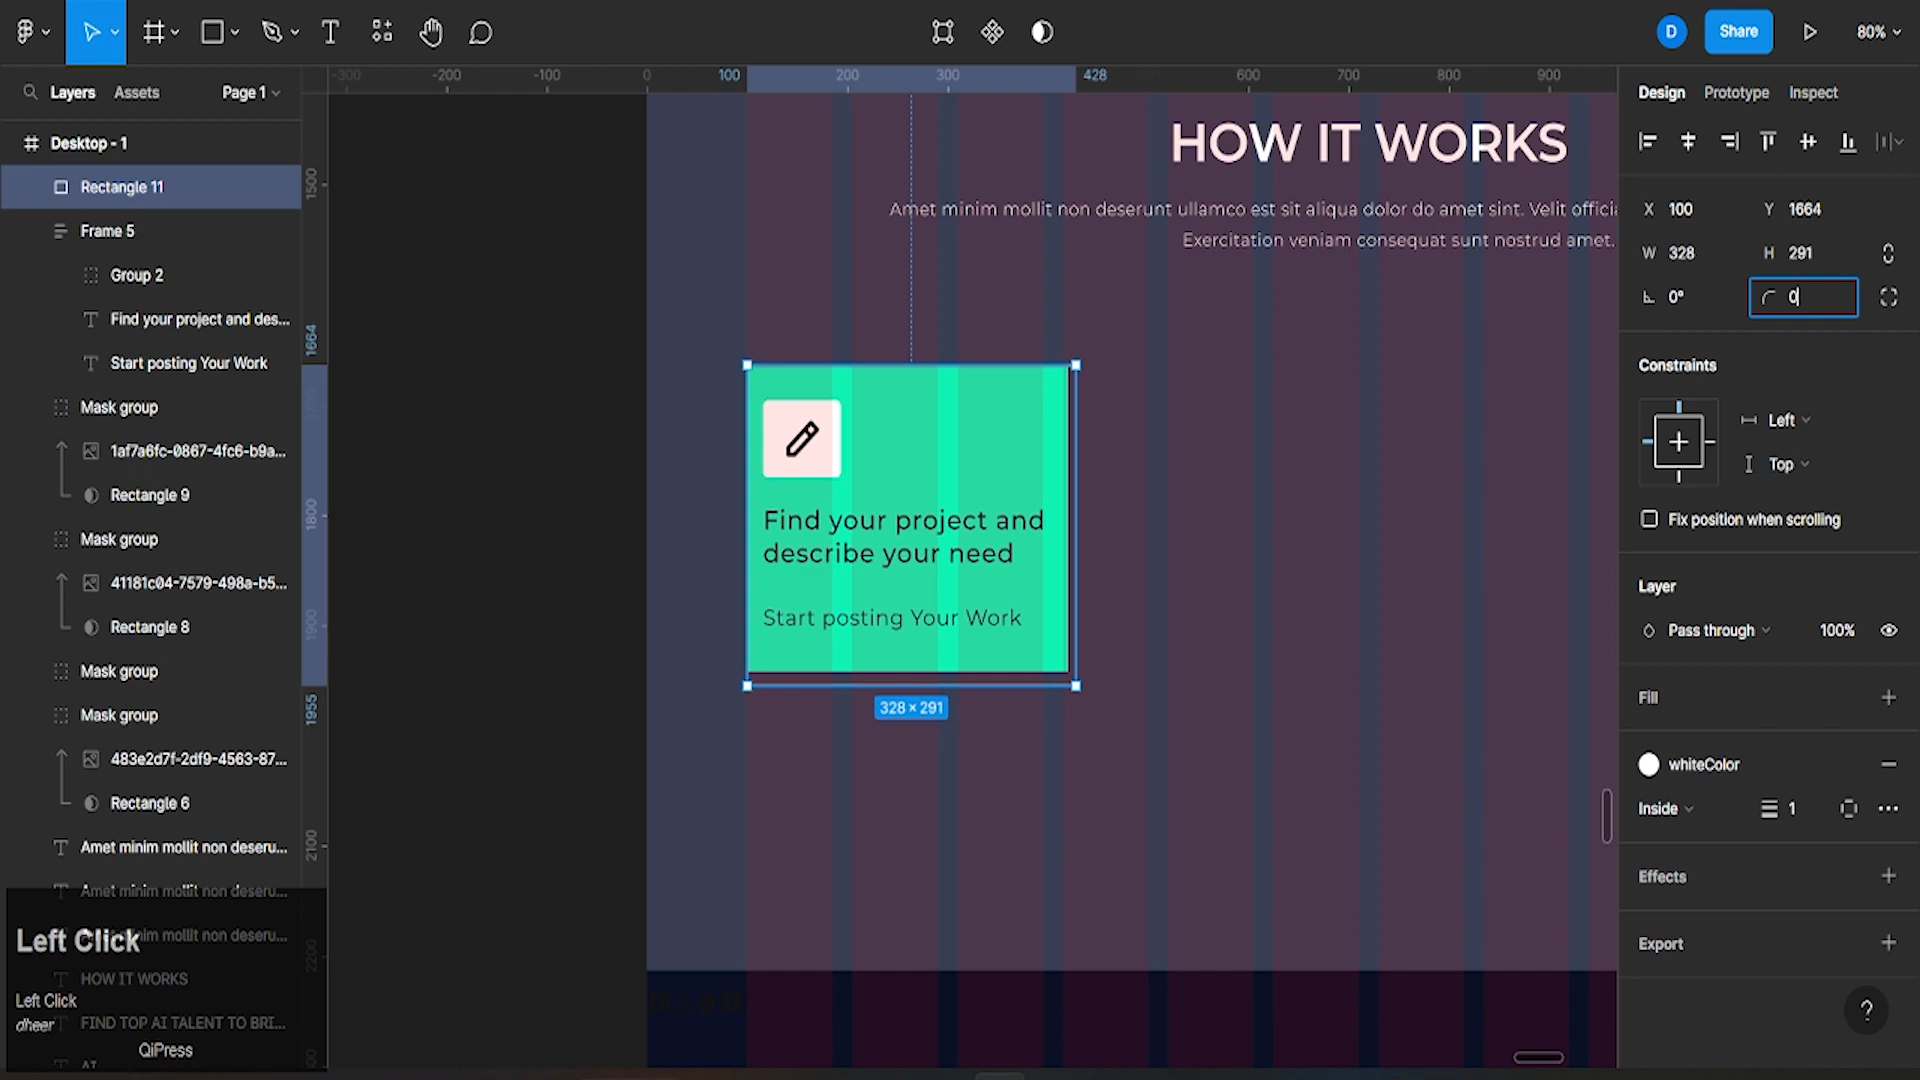 D
Share
80%
Layers
Assets
Page 1
-300
-200
-100
0
100
200
300
428
600
700
800
900
Design
Prototype
Inspect
Desktop - 1
Rectangle 11
Frame 5
Group 2
Find your project and des...
Start posting Your Work
Mask group
1af7a6fc-0867-4fc6-b9a...
Rectangle 9
Mask group
41181c04-7579-498a-b5...
Rectangle 8
Mask group
Mask group
483e2d7f-2df9-4563-87...
Rectangle 6
Amet minim mollit non deseru...
Amet minim mollit non deseru...
Amet minim mollit non deseru...
HOW IT WORKS
FIND TOP AI TALENT TO BRI...
AI
Left Click
Left Click
dheer
QiPress
1500
1664
1800
1900
1955
2100
2200
HOW IT WORKS
Amet minim mollit non deserunt ullamco est sit aliqua dolor do amet sint. Velit offici
Exercitation veniam consequat sunt nostrud amet.
Find your project and
describe your need
Start posting Your Work
328 × 291
X 100
Y 1664
W 328
H 291
0°
0
Constraints
Left
Top
Fix position when scrolling
Layer
Pass through
100%
Fill
whiteColor
Inside
1
Effects
Export
?